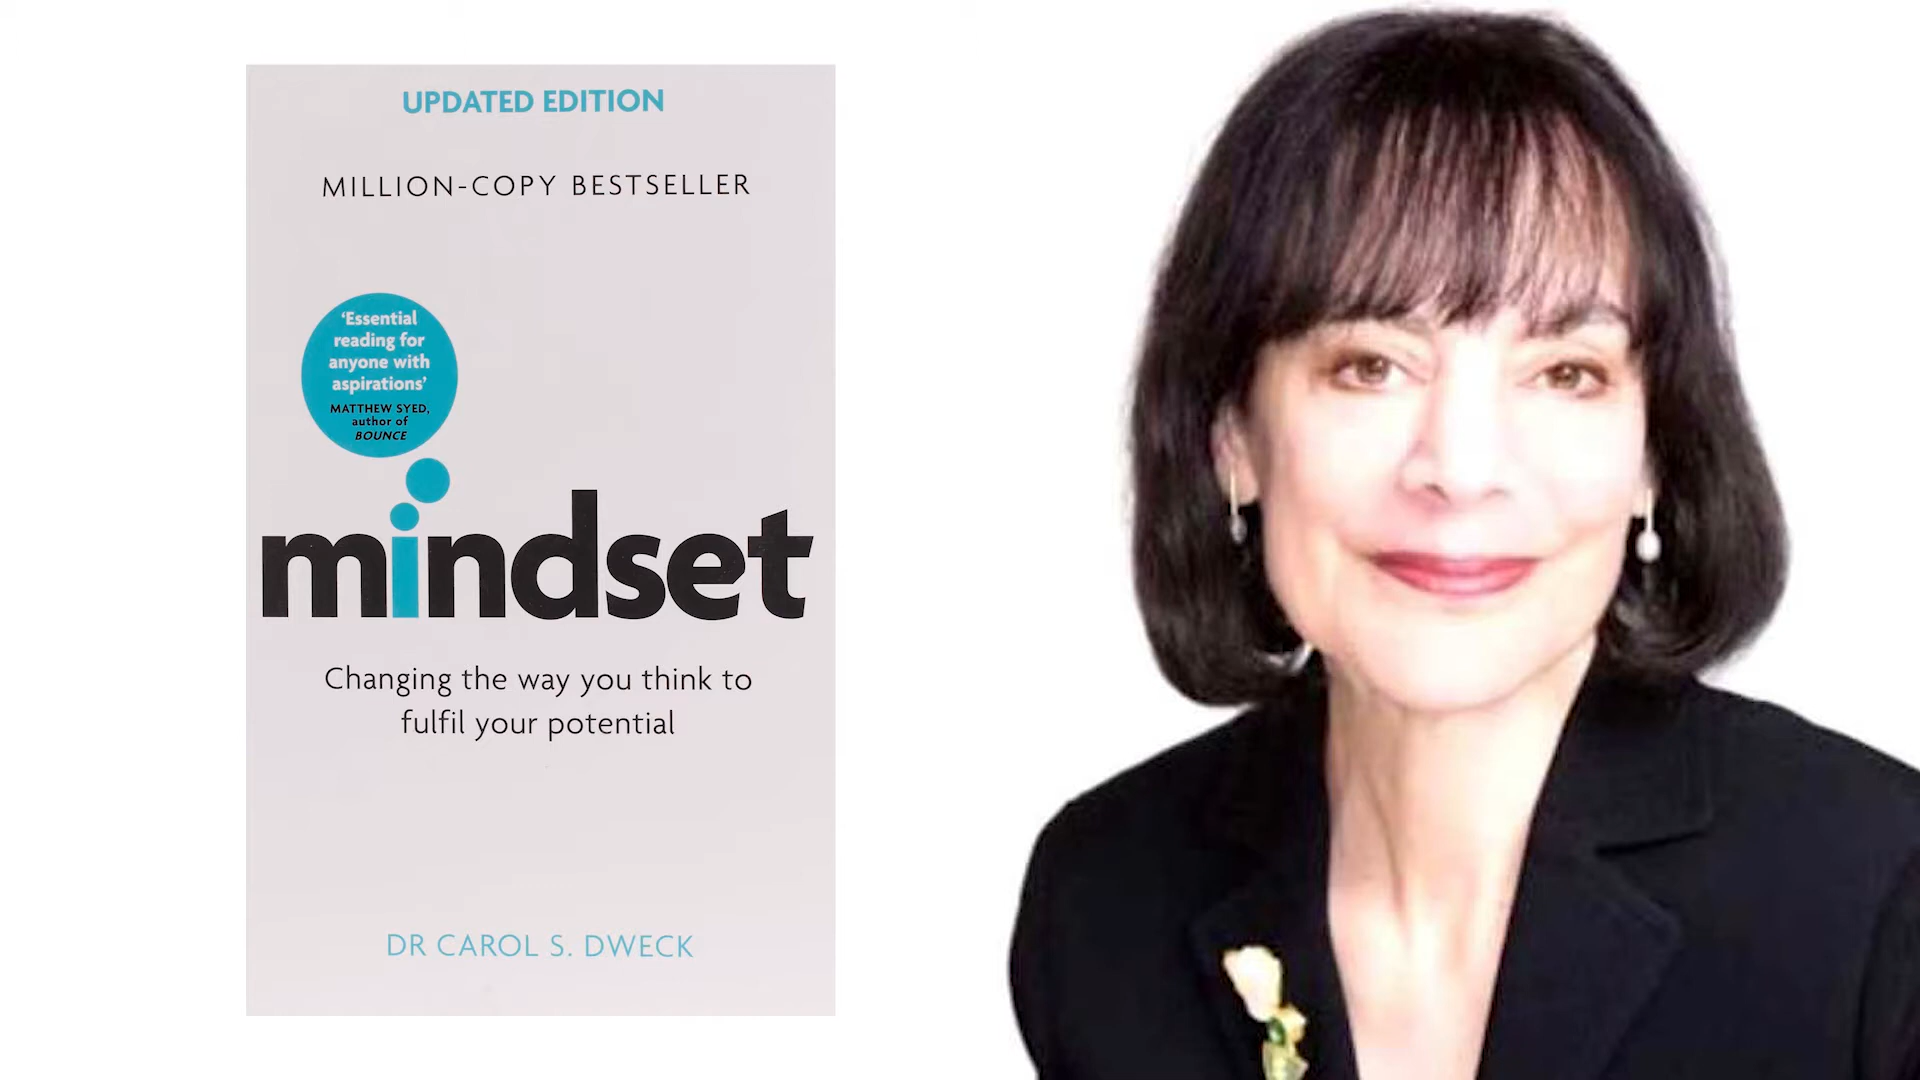 UPDATED EDITION
MILLION-COPY BESTSELLER
‘Essential
reading for
anyone with
aspirations’
MATTHEW SYED,
author of
BOUNCE
mindset
Changing the way you think to
fulfil your potential
DR CAROL S. DWECK